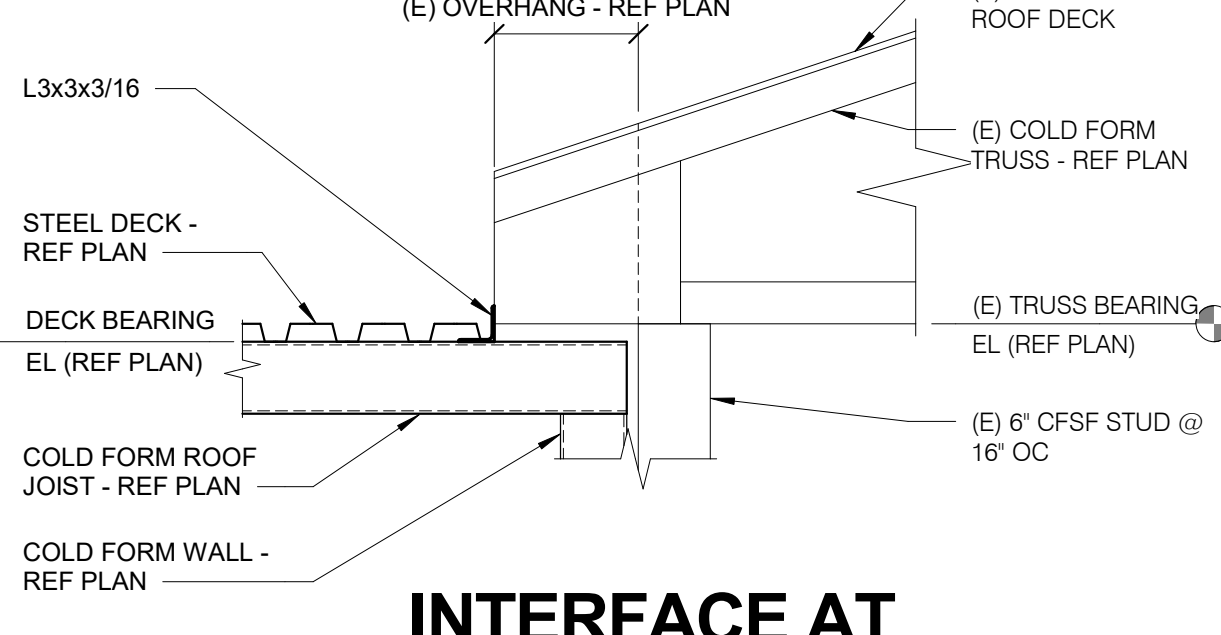 (E) OVERHANG - REF PLAN
ROOF DECK
L3x3x3/16
(E) COLD FORM
TRUSS - REF PLAN
STEEL DECK -
REF PLAN
DECK BEARING
EL (REF PLAN)
(E) TRUSS BEARING
EL (REF PLAN)
(E) 6" CFSF STUD @
16" OC
COLD FORM ROOF
JOIST - REF PLAN
COLD FORM WALL -
REF PLAN
INTERFACE AT